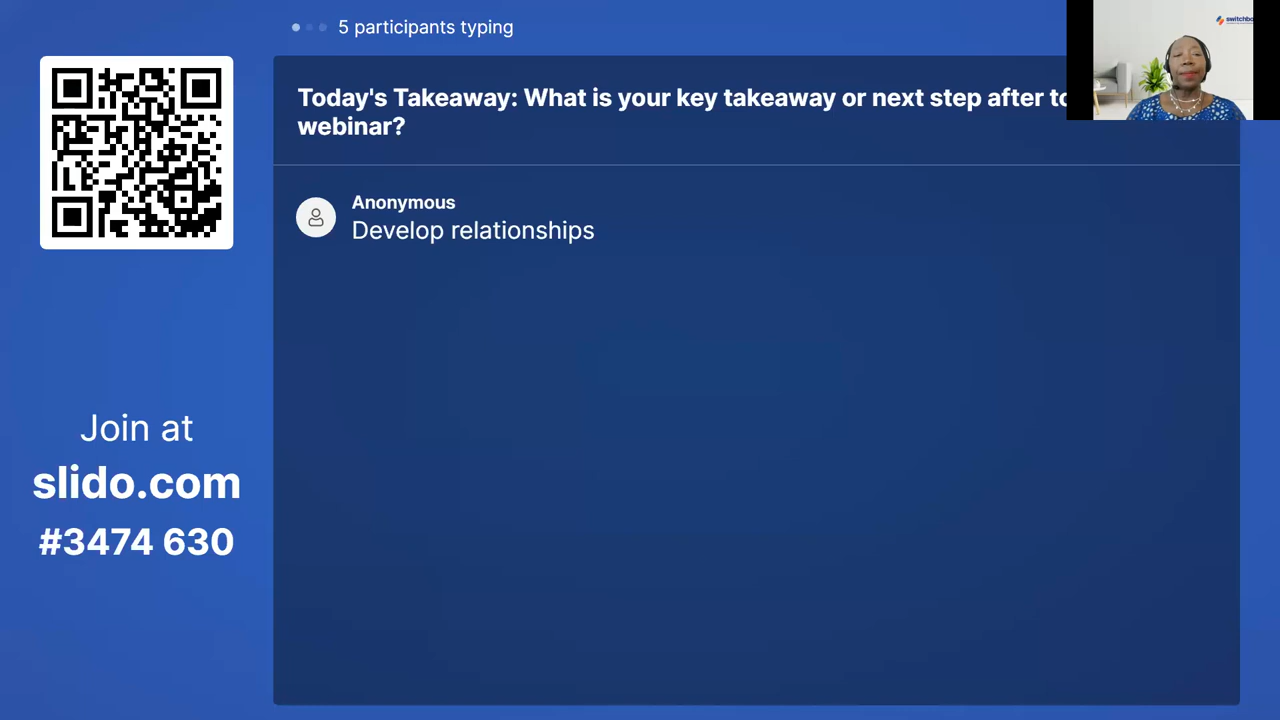 5 participants typing
Today's Takeaway: What is your key takeaway or next step after
webinar?
Anonymous
Develop relationships
Join at
slido.com
#3474 630